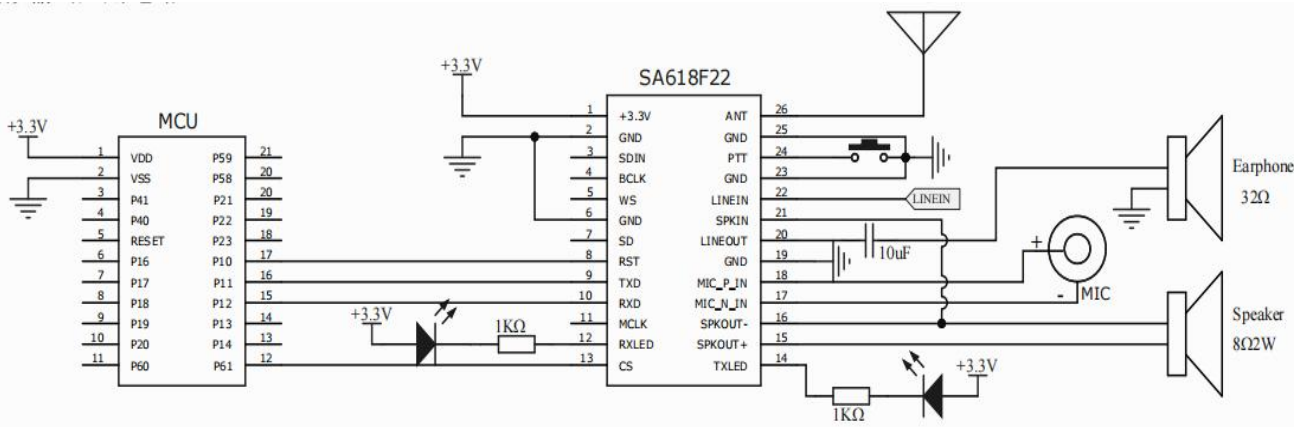 +3.3V
MCU
1 VDD P59 21
2 VSS P58 20
3 P41 P21 20
4 P40 P22 19
5 RESET P23 18
6 P16 P10 17
7 P17 P11 16
8 P18 P12 15
9 P19 P13 14
10 P20 P14 13
11 P60 P61 12
+3.3V
+3.3V
1KΩ
SA618F22
1 +3.3V ANT 26
2 GND GND 25
3 SDIN PTT 24
4 BCLK GND 23
5 WS LINEIN 22
6 GND SPKIN 21
7 SD LINEOUT 20
8 RST GND 19
9 TXD MIC_P_IN 18
10 RXD MIC_N_IN 17
11 MCLK SPKOUT- 16
12 RXLED SPKOUT+ 15
13 CS TXLED 14
LINEIN
10uF
Earphone
32Ω
+
-
MIC
Speaker
8Ω2W
1KΩ
+3.3V